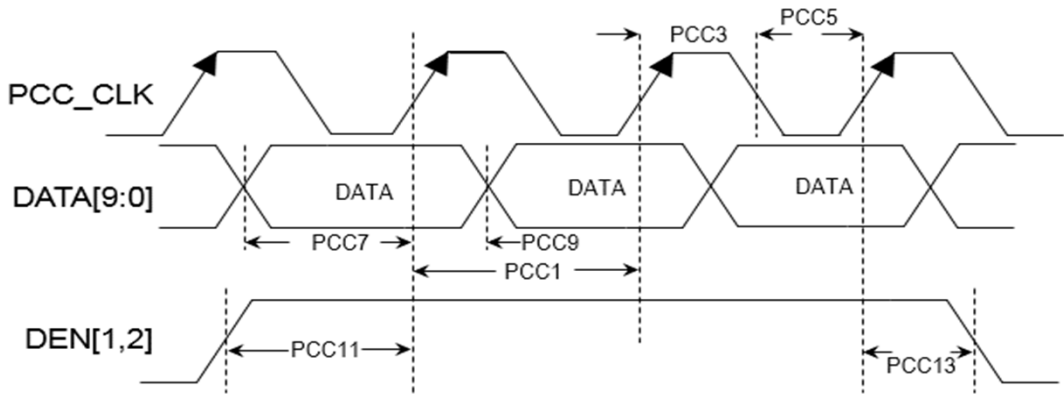 PCC5
PCC3
PCC_CLK
DATA[9:0]
DATA
DATA
DATA
PCC7
PCC9
PCC1
DEN[1,2]
PCC11
PCC13